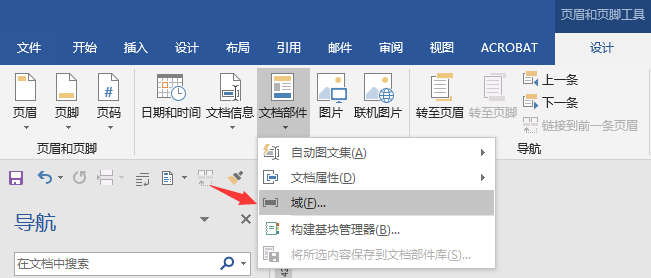 页眉和页脚工具
文件 开始 插入 设计 布局 引用 邮件 审阅 视图 ACROBAT 设计
页眉 页脚 页码 日期和时间 文档信息 文档部件 图片 联机图片 转至页眉 转至页脚 上一条
下一条
链接到前一条页眉
页眉和页脚 导航
自动图文集(A)
文档属性(D)
域(F)...
构建基块管理器(B)...
将所选内容保存到文档部件库(S)...
导航
在文档中搜索